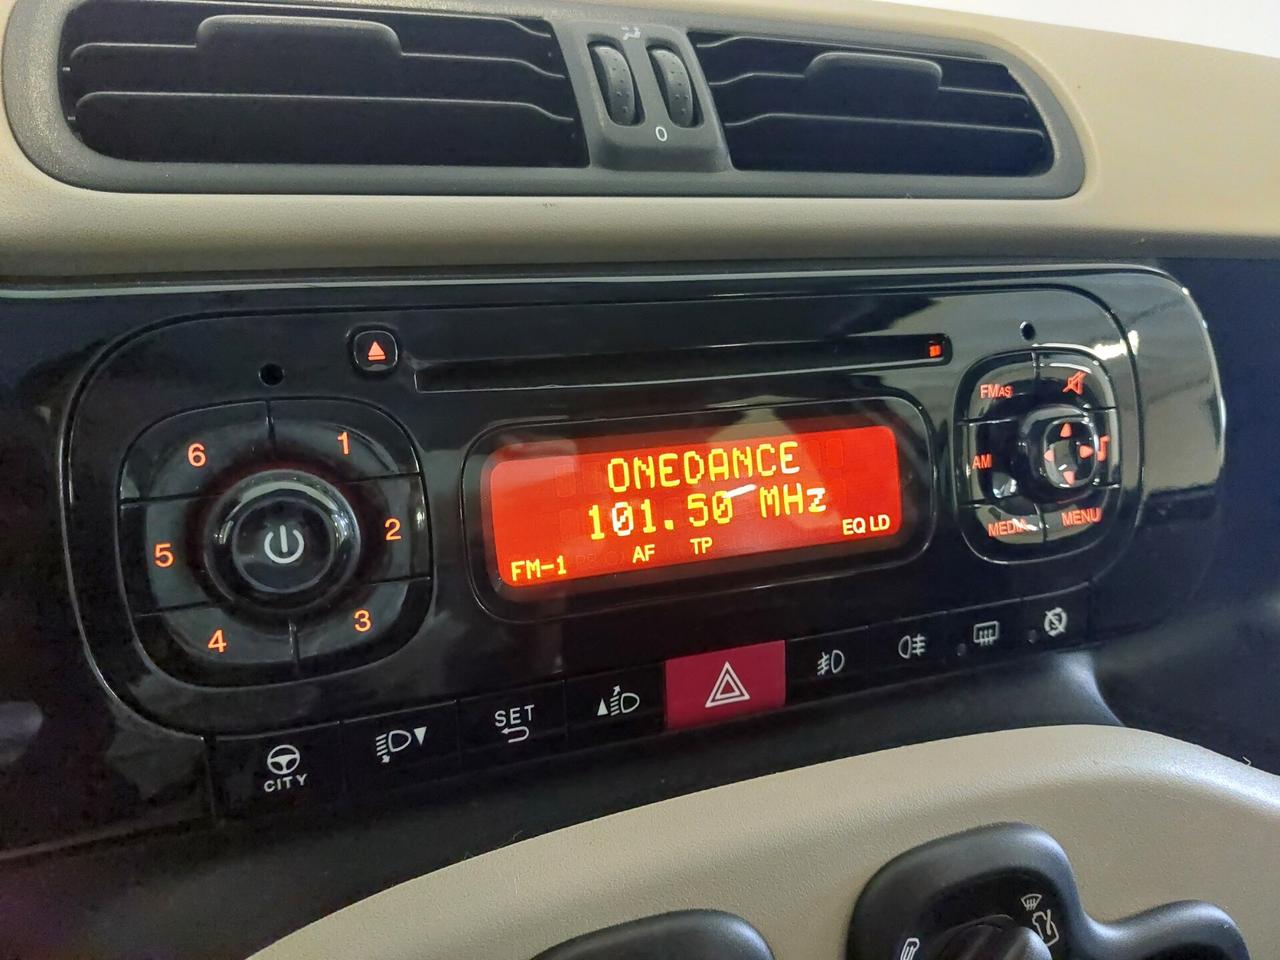 0
6
1
5
2
4
3
ONEDANCE
101.50 MHz
EQ LD
FM-1
AF
TP
FMAS
AM
MEDIA
MENU
CITY
SET